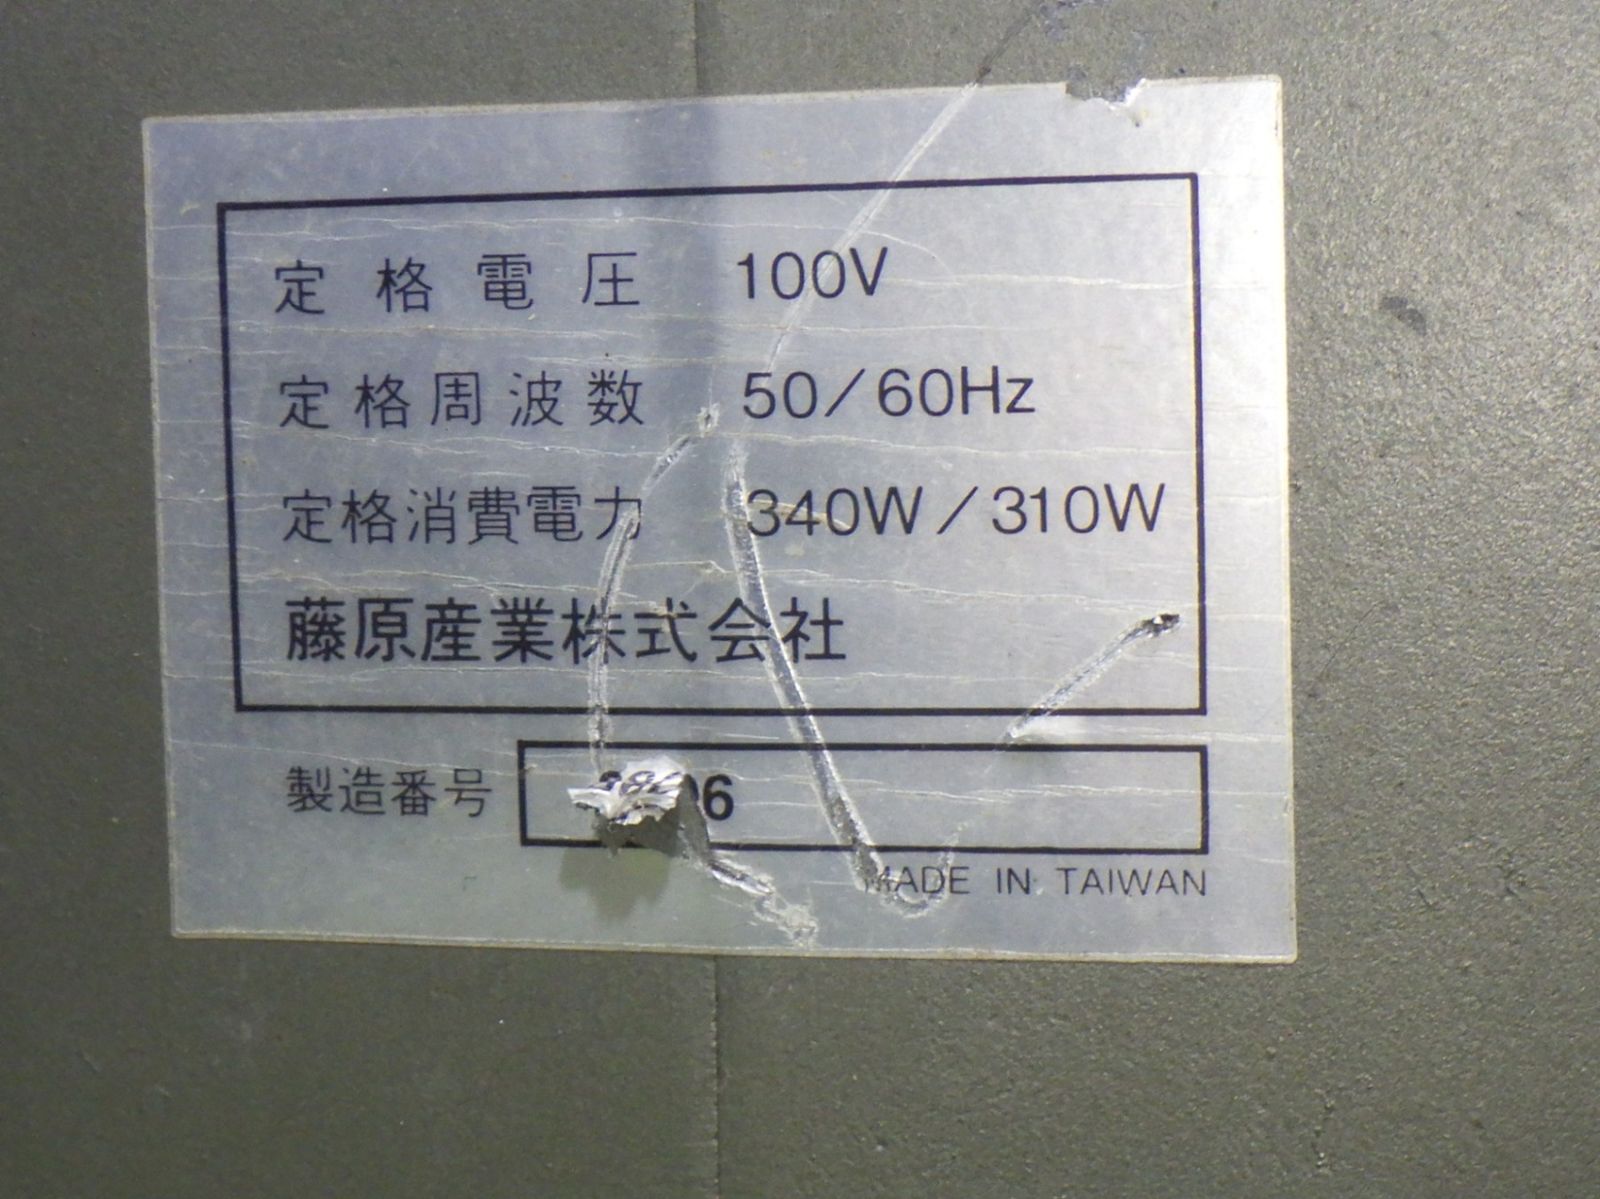 定格電圧 100V
定格周波数 50/60Hz
定格消費電力 340W/310W
藤原産業株式会社
製造番号
MADE IN TAIWAN